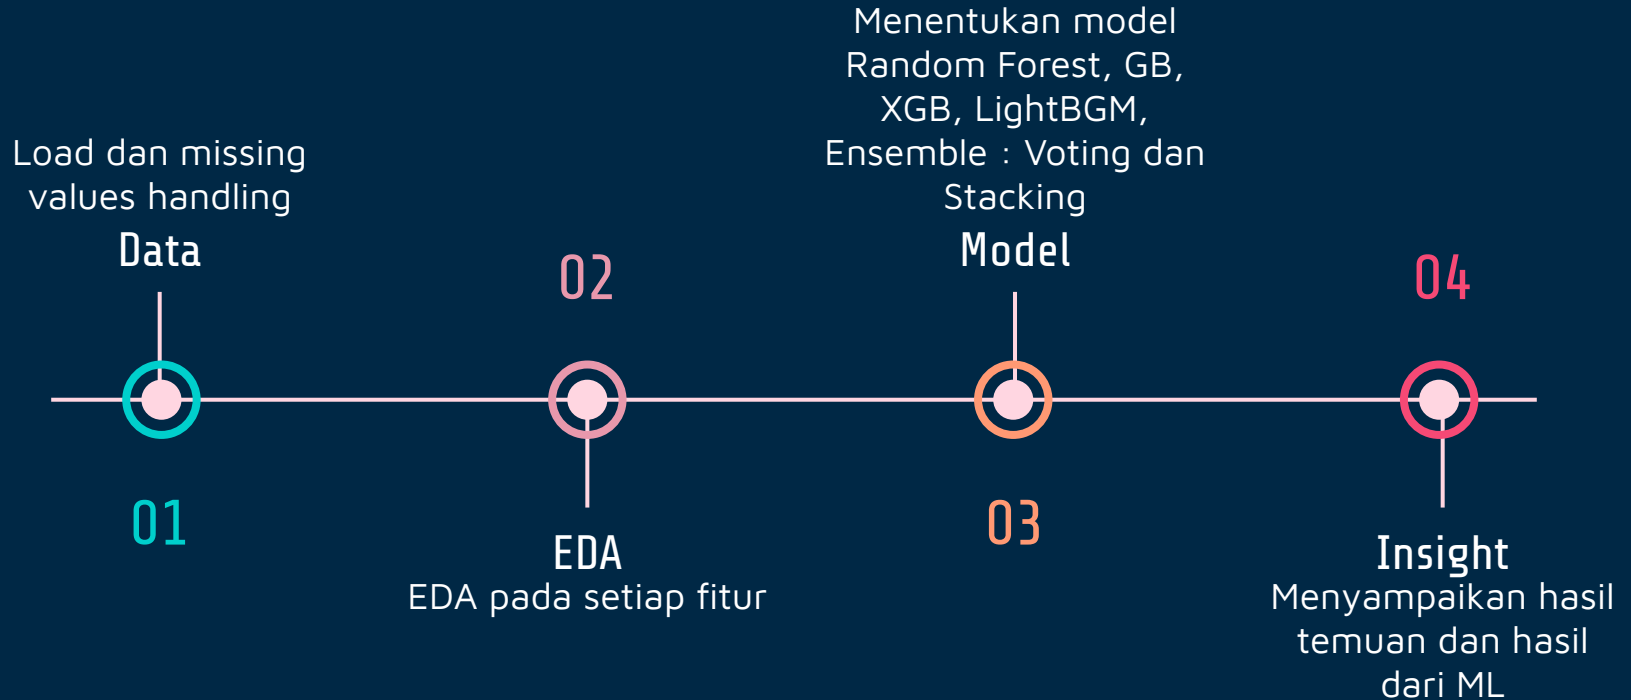 Load dan missing
values handling
Data
01
02
EDA
EDA pada setiap fitur
Menentukan model
Random Forest, GB,
XGB, LightBGM,
Ensemble : Voting dan
Stacking
Model
03
04
Insight
Menyampaikan hasil
temuan dan hasil
dari ML